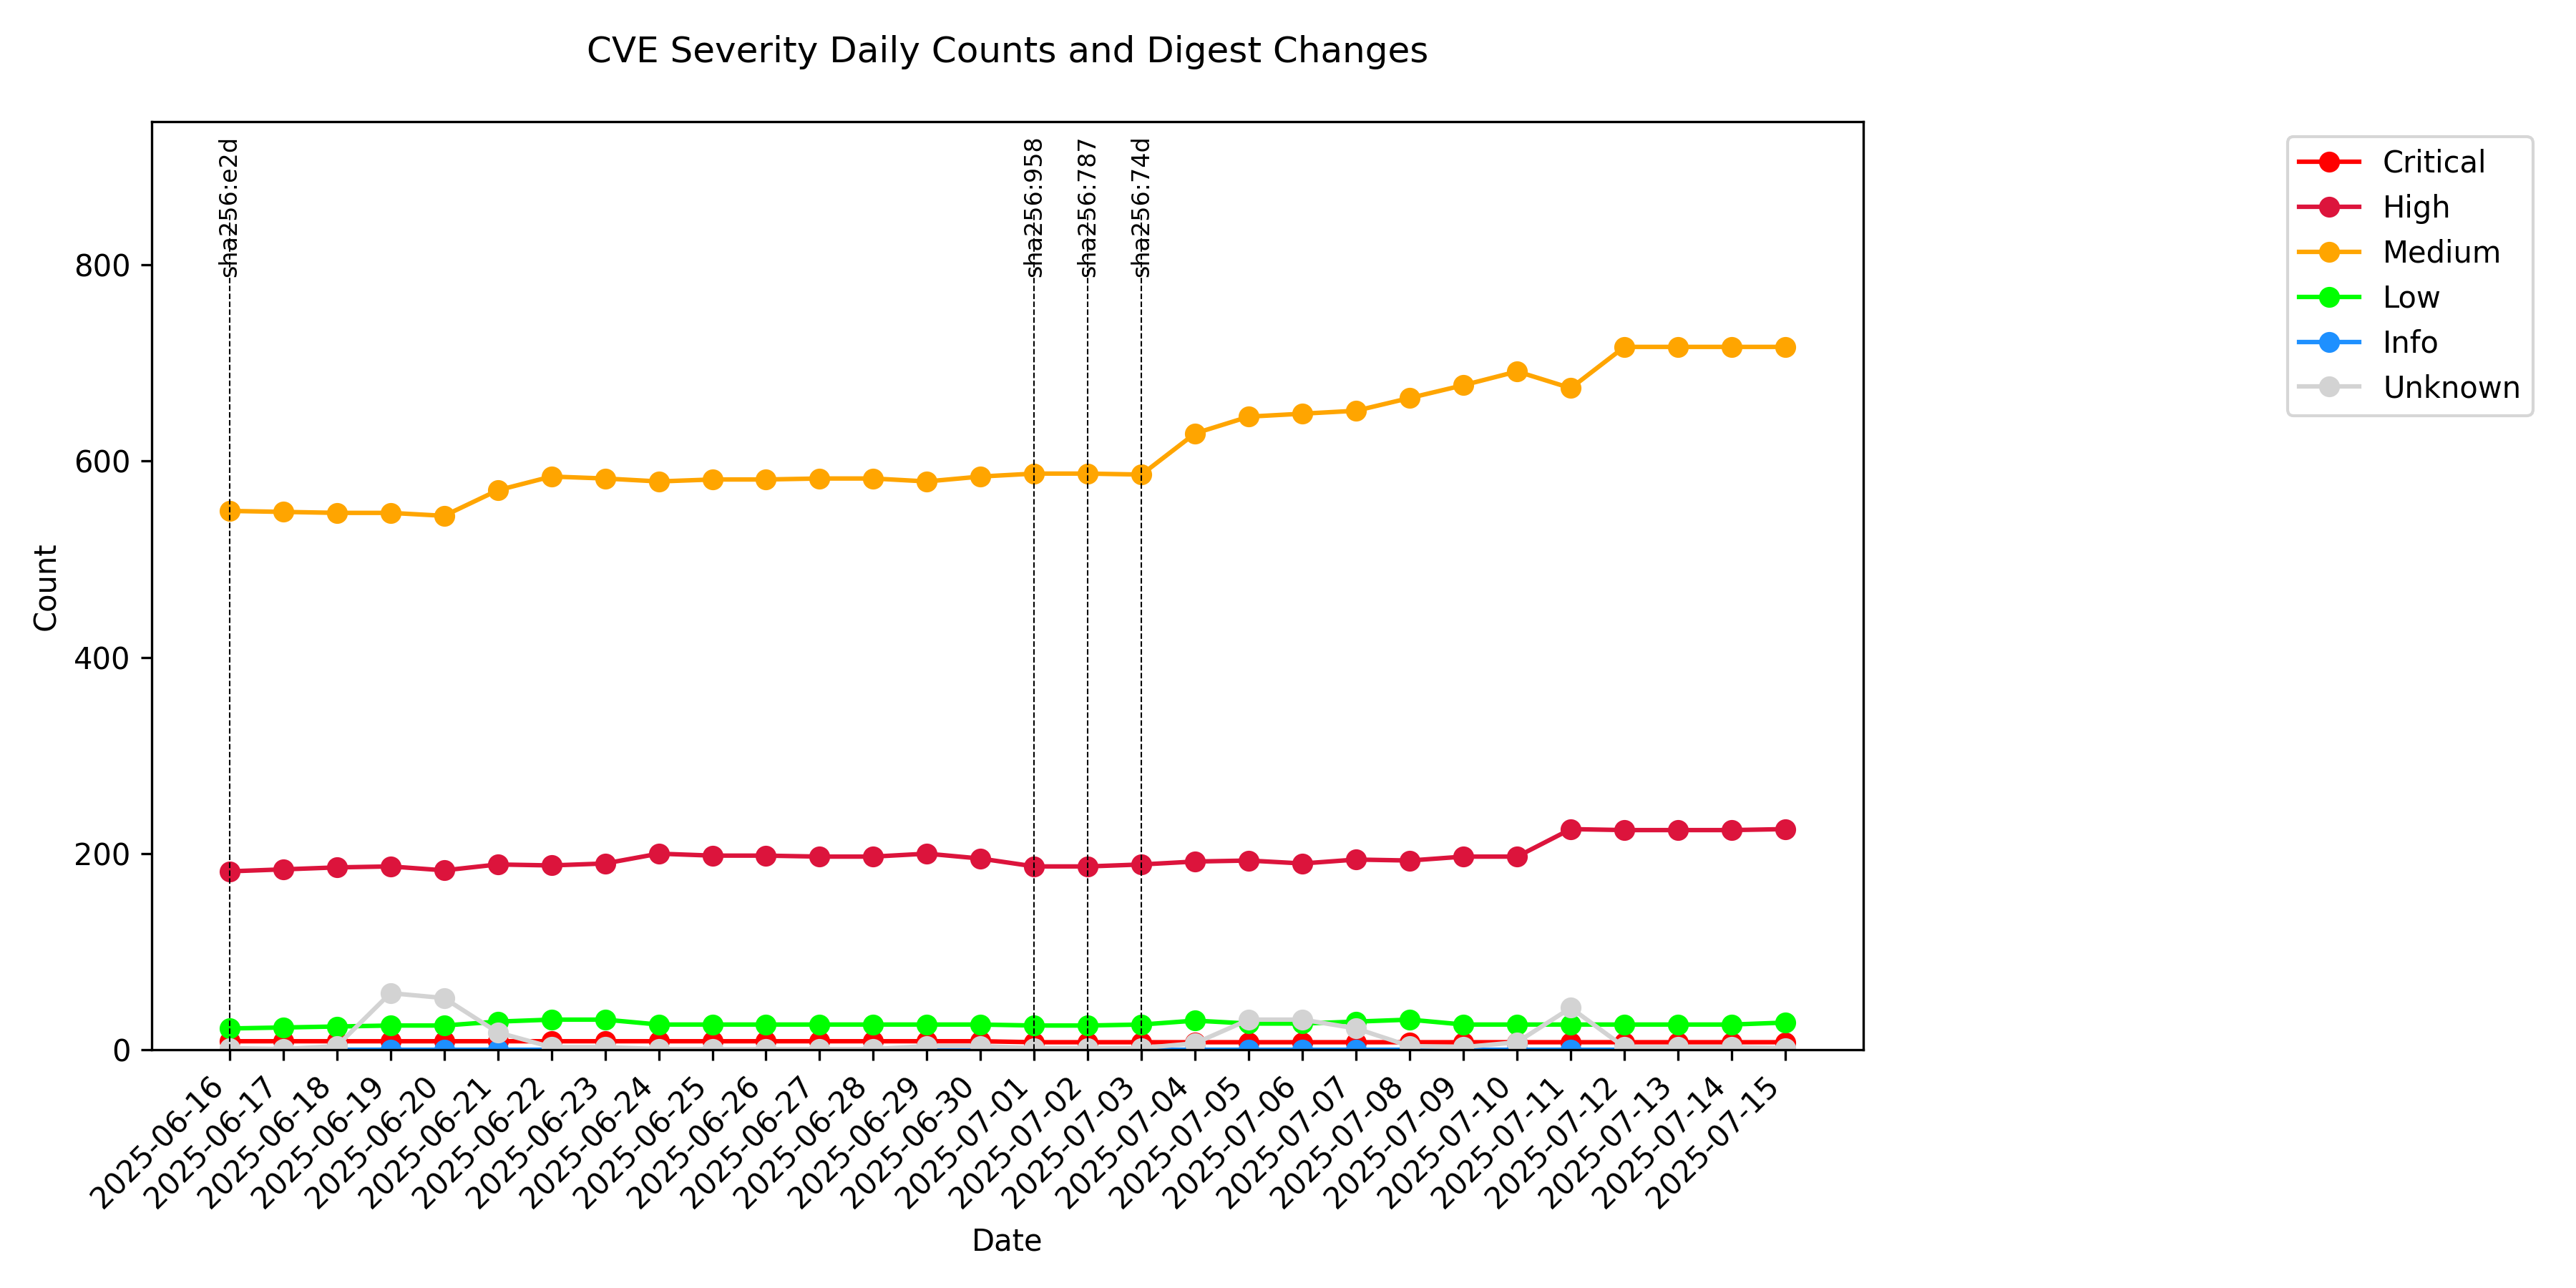 CVE Severity Daily Counts and Digest Changes
sha256:e2d
sha256:958
sha256:787
sha256:74d
Critical
High
Medium
Low
Info
Unknown
800
600
400
200
0
Count
2025-06-16
2025-06-17
2025-06-18
2025-06-19
2025-06-20
2025-06-21
2025-06-22
2025-06-23
2025-06-24
2025-06-25
2025-06-26
2025-06-27
2025-06-28
2025-06-29
2025-06-30
2025-07-01
2025-07-02
2025-07-03
2025-07-04
2025-07-05
2025-07-06
2025-07-07
2025-07-08
2025-07-09
2025-07-10
2025-07-11
2025-07-12
2025-07-13
2025-07-14
2025-07-15
Date